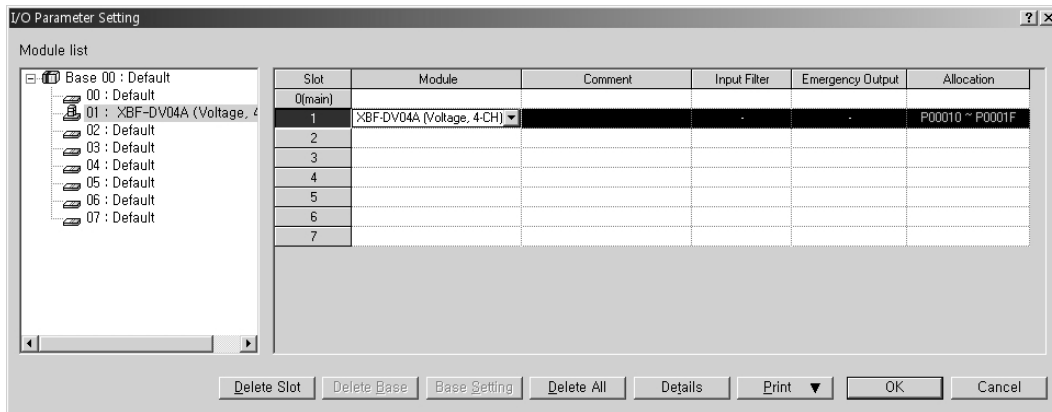 I/O Parameter Setting
Module list
Base 00 : Default
00 : Default
01 : XBF-DV04A (Voltage, 4
02 : Default
03 : Default
04 : Default
05 : Default
06 : Default
07 : Default
Slot Module Comment Input Filter Emergency Output Allocation
0(main)
1 XBF-DV04A (Voltage, 4-CH) - - P00010 ~ P0001F
2
3
4
5
6
7
Delete Slot Delete Base Base Setting Delete All Details Print ▼ OK Cancel